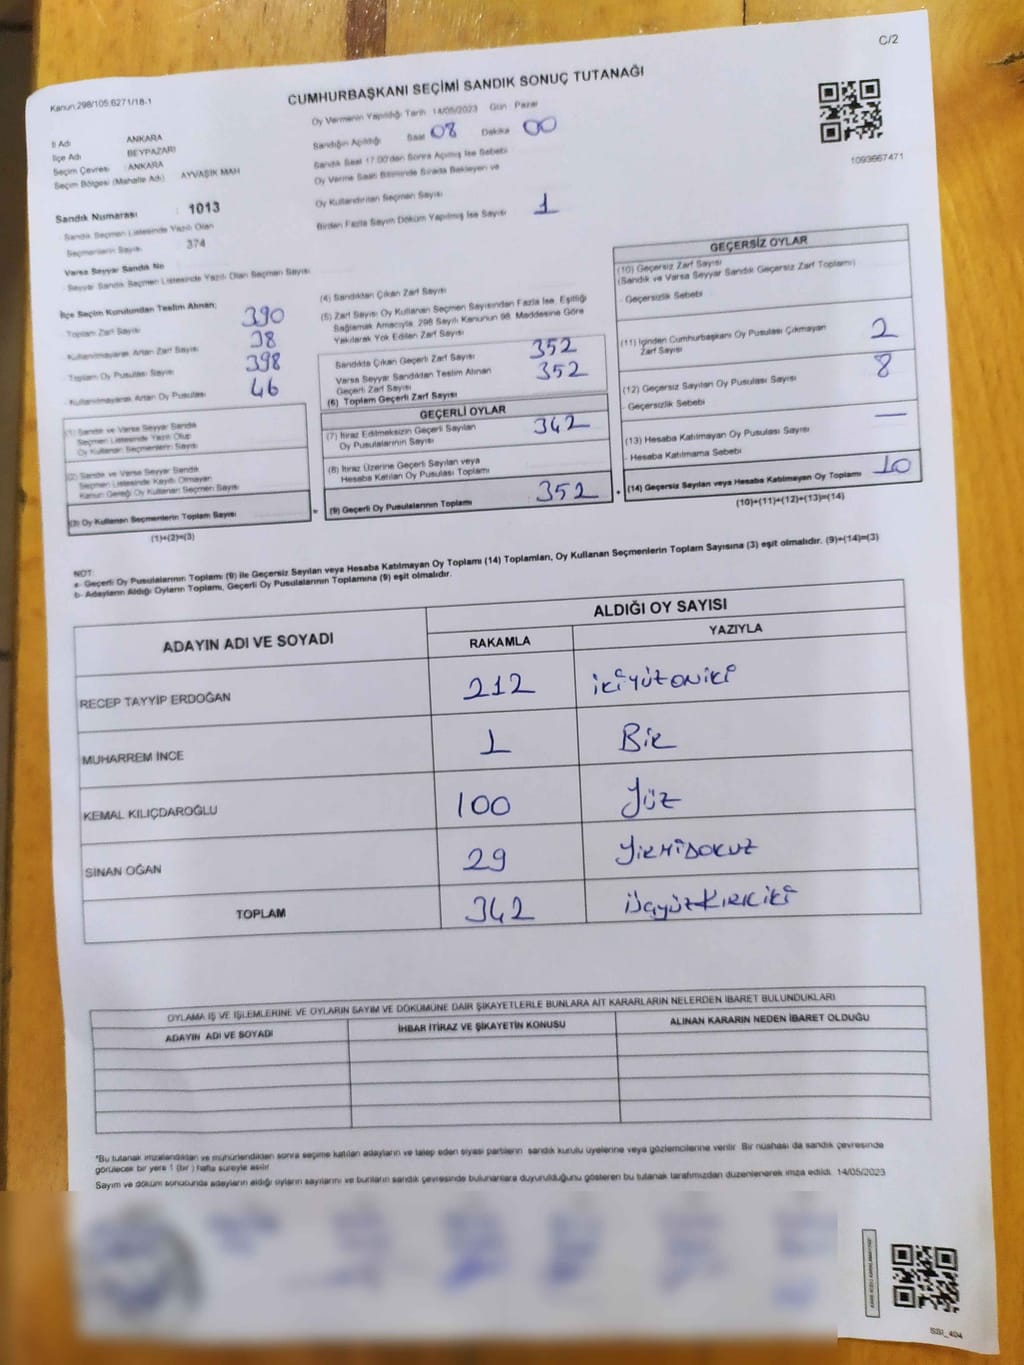 C/2
Kanun;298/105;6271/18-1
CUMHURBAŞKANI SEÇİMİ SANDIK SONUÇ TUTANAĞI
İl Adı ANKARA
İlçe Adı BEYPAZARI
Seçim Çevresi ANKARA
Seçim Bölgesi (Mahalle Adı) AYVAŞIK MAH
Sandık Numarası : 1013
Sandık Seçmen Listesinde Yazılı Olan
Seçmenlerin Sayısı : 374
Varsa Seyyar Sandık No
Seyyar Sandık Seçmen Listesinde Yazılı Olan Seçmen Sayısı
Oy Vermenin Yapıldığı Tarih 14/05/2023 Gün : Pazar
Sandığın Açıldığı Saat 08 Dakika 00
Sandık Saat 17.00'den Sonra Açılmış İse Sebebi
Oy Verme Saati Bitiminde Sırada Bekleyen ve
Oy Kullandırılan Seçmen Sayısı
Birden Fazla Sayım Döküm Yapılmış İse Sayısı 1
1093667471
İlçe Seçim Kurulundan Teslim Alınan;
Toplam Zarf Sayısı 390
Kullanılmayarak Artan Zarf Sayısı 38
Toplam Oy Pusulası Sayısı 398
Kullanılmayarak Artan Oy Pusulası 46
(1) Sandık ve Varsa Seyyar Sandık
Seçmen Listesinde Yazılı Olup
Oy Kullanan Seçmenlerin Sayısı
(2) Sandık ve Varsa Seyyar Sandık
Seçmen Listesinde Kayıtlı Olmayan
Kanun Gereği Oy Kullanan Seçmen Sayısı
(3) Oy Kullanan Seçmenlerin Toplam Sayısı
(1)+(2)=(3)
=
(4) Sandıktan Çıkan Zarf Sayısı
(5) Zarf Sayısı Oy Kullanan Seçmen Sayısından Fazla İse, Eşitliği
Sağlamak Amacıyla, 298 Sayılı Kanunun 98. Maddesine Göre
Yakılarak Yok Edilen Zarf Sayısı
Sandıkta Çıkan Geçerli Zarf Sayısı 352
Varsa Seyyar Sandıktan Teslim Alınan
Geçerli Zarf Sayısı 352
(6) Toplam Geçerli Zarf Sayısı
GEÇERLİ OYLAR
(7) İtiraz Edilmeksizin Geçerli Sayılan
Oy Pusulalarının Sayısı 342
(8) İtiraz Üzerine Geçerli Sayılan veya
Hesaba Katılan Oy Pusulası Toplamı
(9) Geçerli Oy Pusulalarının Toplamı 352
+
GEÇERSİZ OYLAR
(10) Geçersiz Zarf Sayısı
(Sandık ve Varsa Seyyar Sandık Geçersiz Zarf Toplamı)
- Geçersizlik Sebebi
(11) İçinden Cumhurbaşkanı Oy Pusulası Çıkmayan
Zarf Sayısı 2
(12) Geçersiz Sayılan Oy Pusulası Sayısı 8
- Geçersizlik Sebebi
(13) Hesaba Katılmayan Oy Pusulası Sayısı —
- Hesaba Katılmama Sebebi
(14) Geçersiz Sayılan veya Hesaba Katılmayan Oy Toplamı 10
(10)+(11)+(12)+(13)=(14)
NOT:
a- Geçerli Oy Pusulalarının Toplamı (9) ile Geçersiz Sayılan veya Hesaba Katılmayan Oy Toplamı (14) Toplamları, Oy Kullanan Seçmenlerin Toplam Sayısına (3) eşit olmalıdır. (9)+(14)=(3)
b- Adayların Aldığı Oyların Toplamı, Geçerli Oy Pusulalarının Toplamına (9) eşit olmalıdır.
ADAYIN ADI VE SOYADI
ALDIĞI OY SAYISI
RAKAMLA YAZIYLA
RECEP TAYYİP ERDOĞAN 212 ikiyüzoniki
MUHARREM İNCE 1 Bir
KEMAL KILIÇDAROĞLU 100 Yüz
SİNAN OĞAN 29 YirMiDOKUZ
TOPLAM 342 üçyüzKırkiki
OYLAMA İŞ VE İŞLEMLERİNE VE OYLARIN SAYIM VE DÖKÜMÜNE DAİR ŞİKAYETLERLE BUNLARA AİT KARARLARIN NELERDEN İBARET BULUNDUKLARI
ADAYIN ADI VE SOYADI İHBAR İTİRAZ VE ŞİKAYETİN KONUSU ALINAN KARARIN NEDEN İBARET OLDUĞU
*Bu tutanak imzalandıktan ve mühürlendikten sonra seçime katılan adayların ve talep eden siyasi partilerin sandık kurulu üyelerine veya gözlemcilerine verilir. Bir nüshası da sandık çevresinde
görülecek bir yere 1 (bir) hafta süreyle asılır.
Sayım ve döküm sonucunda adayların aldığı oyların sayılarını ve bunların sandık çevresinde bulunanlara duyurulduğunu gösteren bu tutanak tarafımızdan düzenlenerek imza edildi. 14/05/2023
SBİ_404